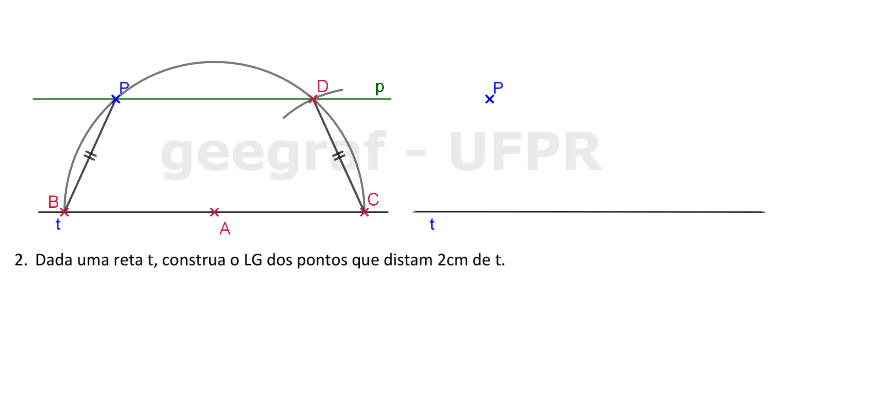 P
D
p
P
geegraf - UFPR
B
C
t
A
t
2. Dada uma reta t, construa o LG dos pontos que distam 2cm de t.